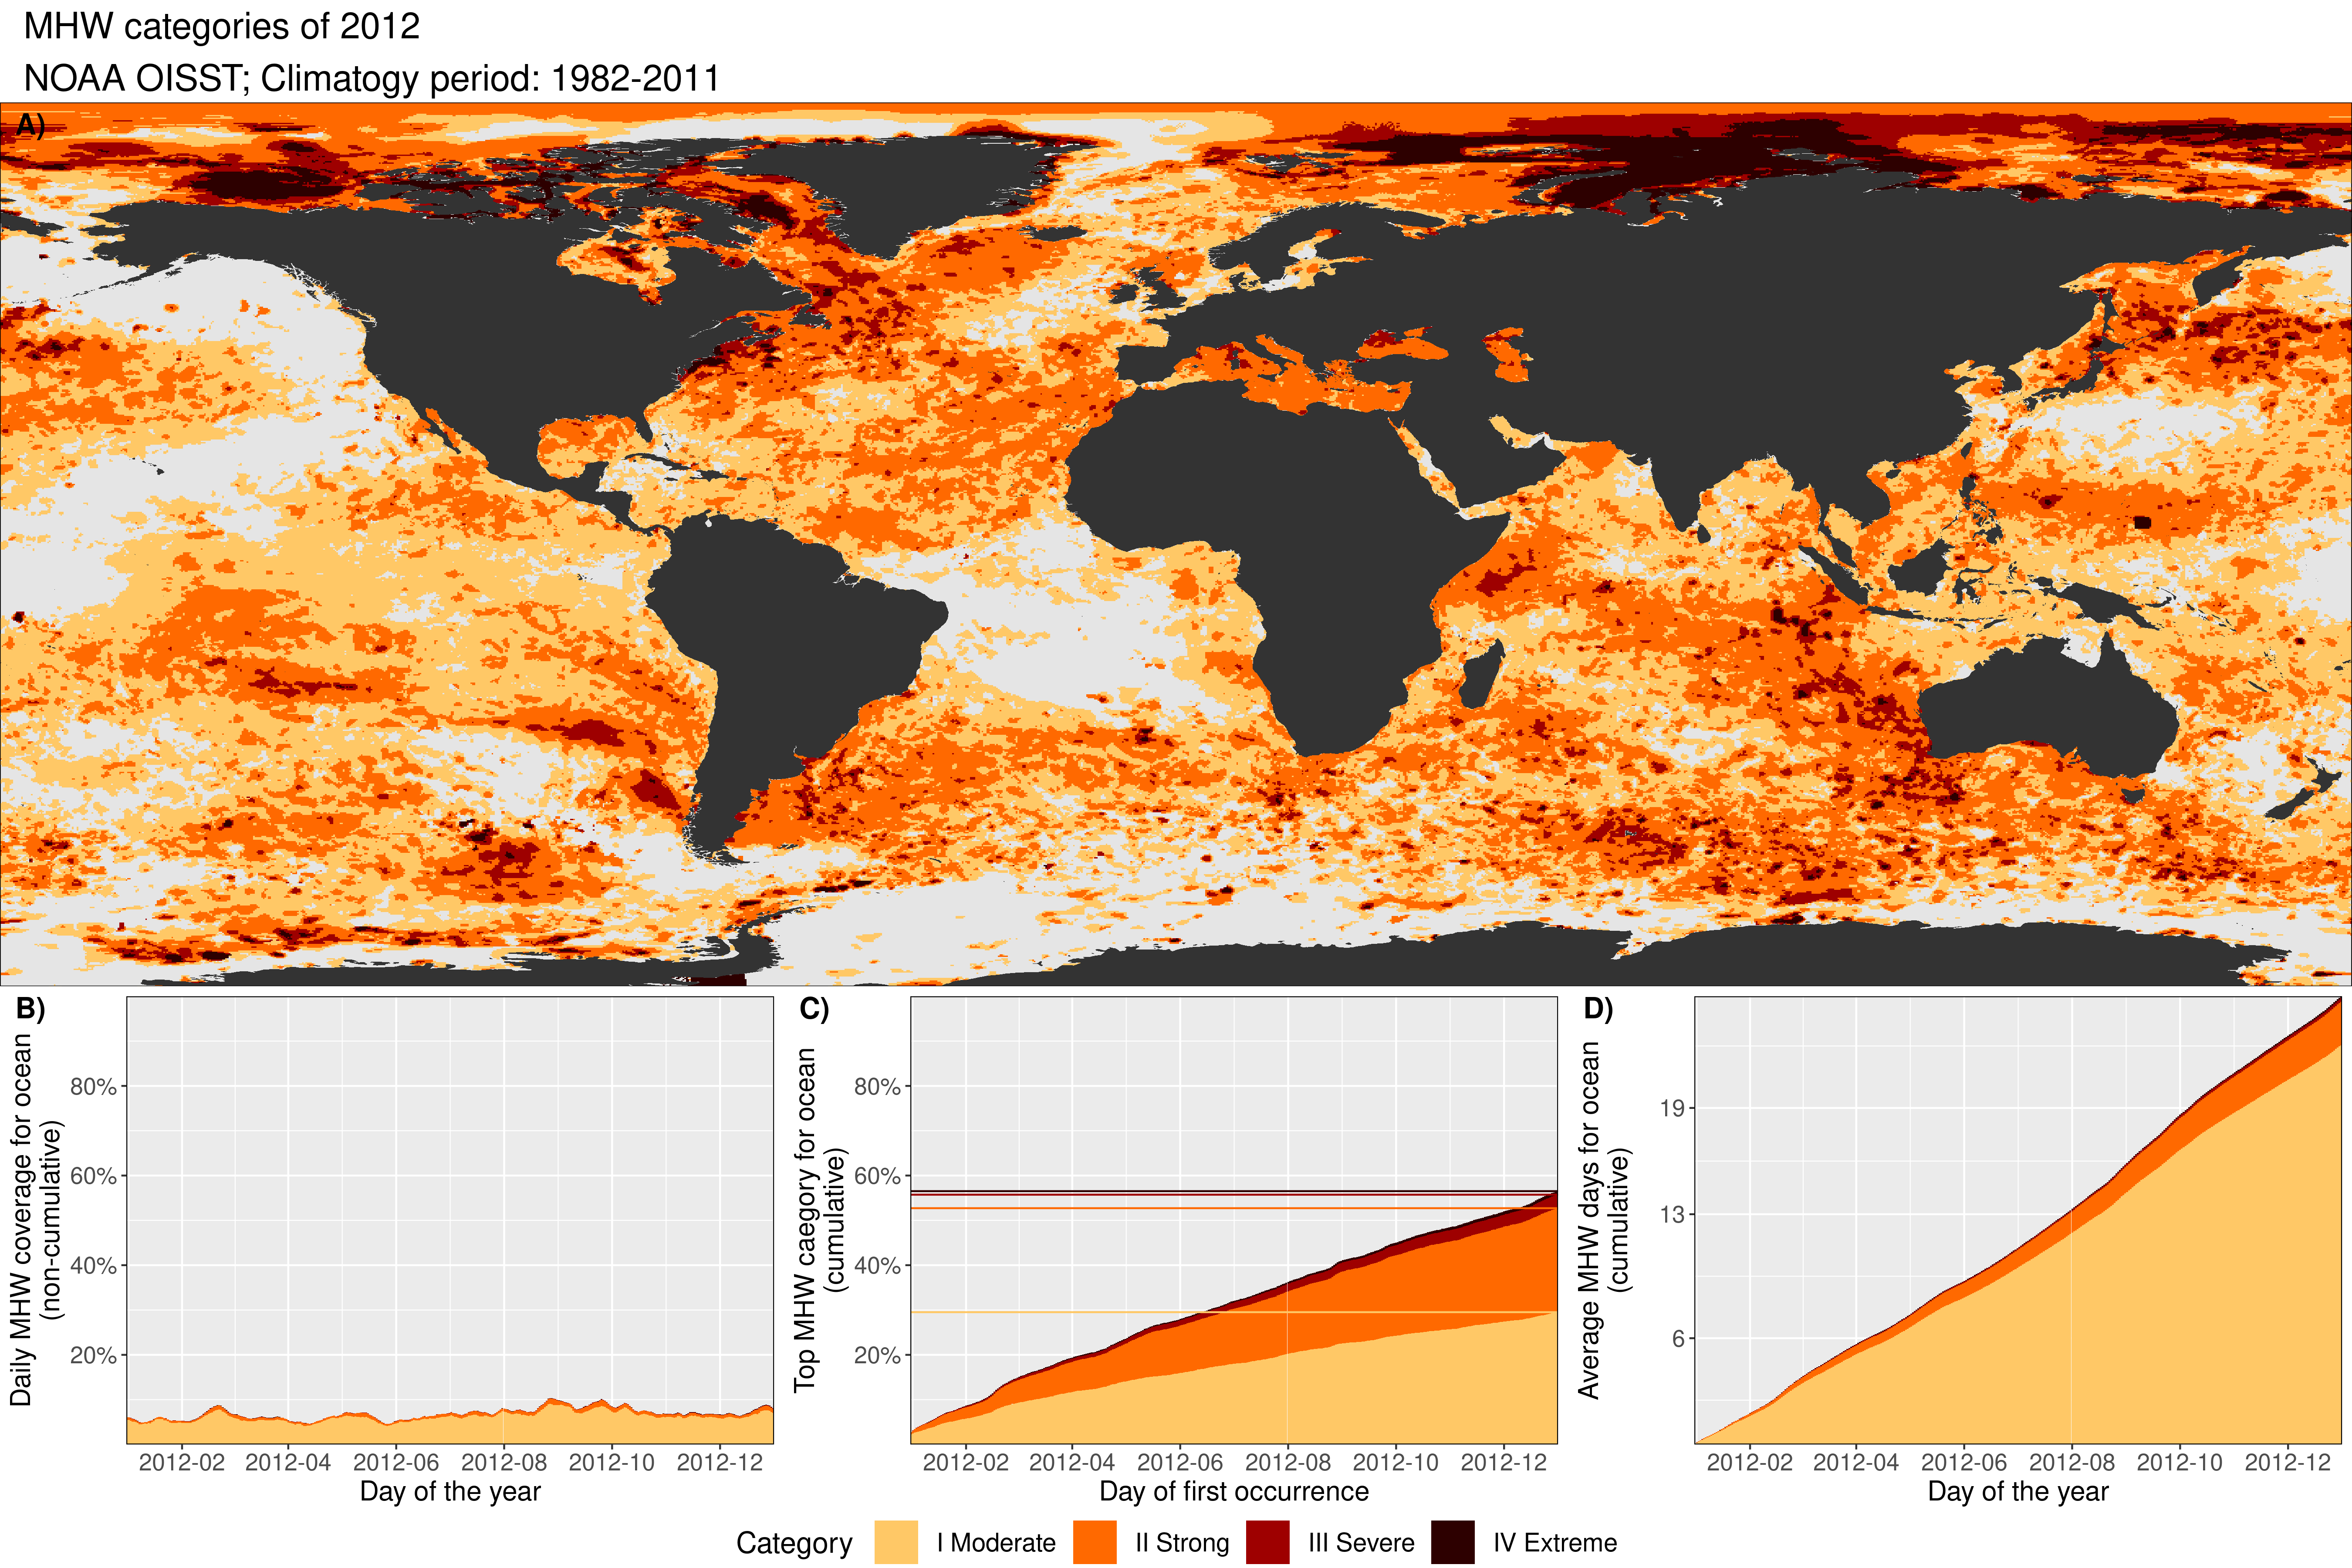 MHW categories of 2012
NOAA OISST; Climatogy period: 1982-2011
A)
B)
Daily MHW coverage for ocean
(non-cumulative)
80%
60%
40%
20%
2012-02 2012-04 2012-06 2012-08 2012-10 2012-12
Day of the year
C)
Top MHW caegory for ocean
(cumulative)
80%
60%
40%
20%
2012-02 2012-04 2012-06 2012-08 2012-10 2012-12
Day of first occurrence
D)
Average MHW days for ocean
(cumulative)
19
13
6
2012-02 2012-04 2012-06 2012-08 2012-10 2012-12
Day of the year
Category I Moderate II Strong III Severe IV Extreme